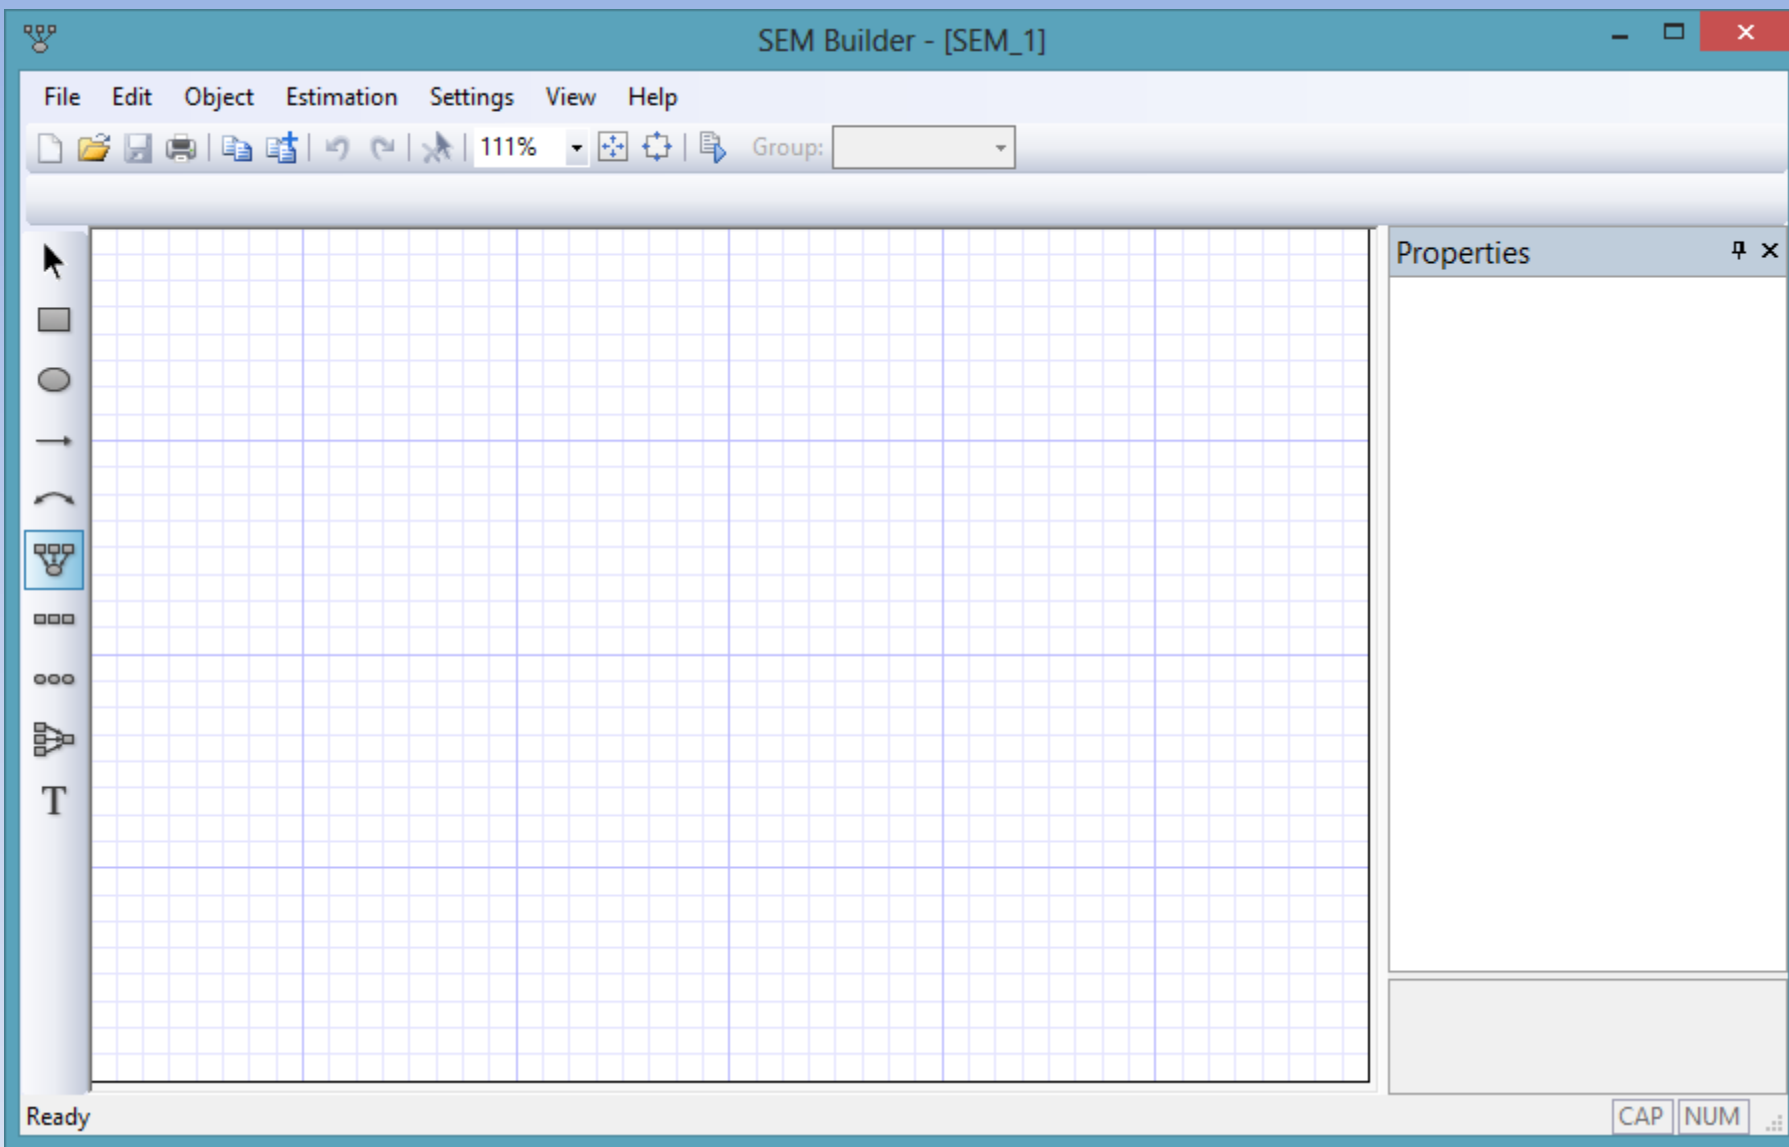 SEM Builder - [SEM_1]
File Edit Object Estimation Settings View Help
111% Group:
Properties
T
Ready CAP NUM